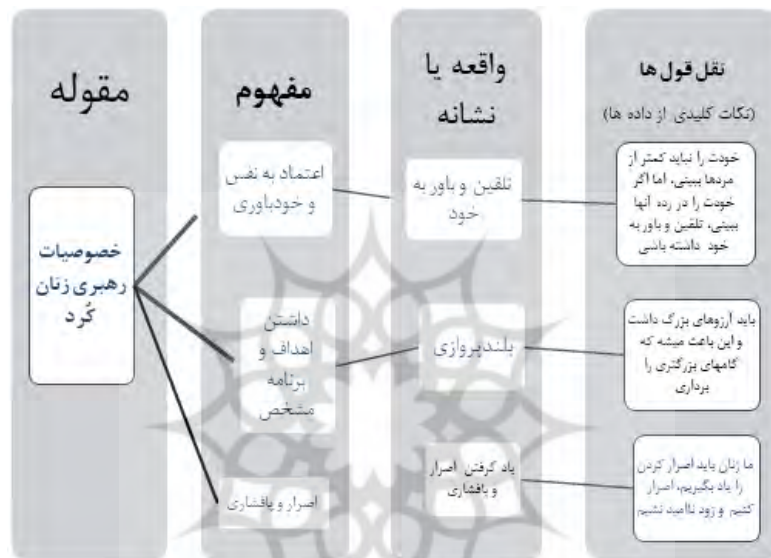 نقل قول ها
(نکات کلیدی از داده ها)
خودت را نباید کمتر از
مردها ببینی، اما اگر
خودت را در رده آنها
ببینی، تلقین و باور به
خود داشته باشی
باید آرزوهای بزرگ داشت
و این باعث میشه که
گامهای بزرگتری را
برداری
ما زنان باید اصرار کردن
را یاد بگیریم، اصرار
کنیم و زود ناامید نشیم
واقعه یا
نشانه
تلقین و باور به
خود
بلندپروازی
یاد گرفتن اصرار
و پافشاری
مفهوم
اعتماد به نفس
و خودباوری
داشتن
اهداف و
برنامه
مشخص
اصرار و پافشاری
مقوله
خصوصیات
رهبری زنان
کُرد